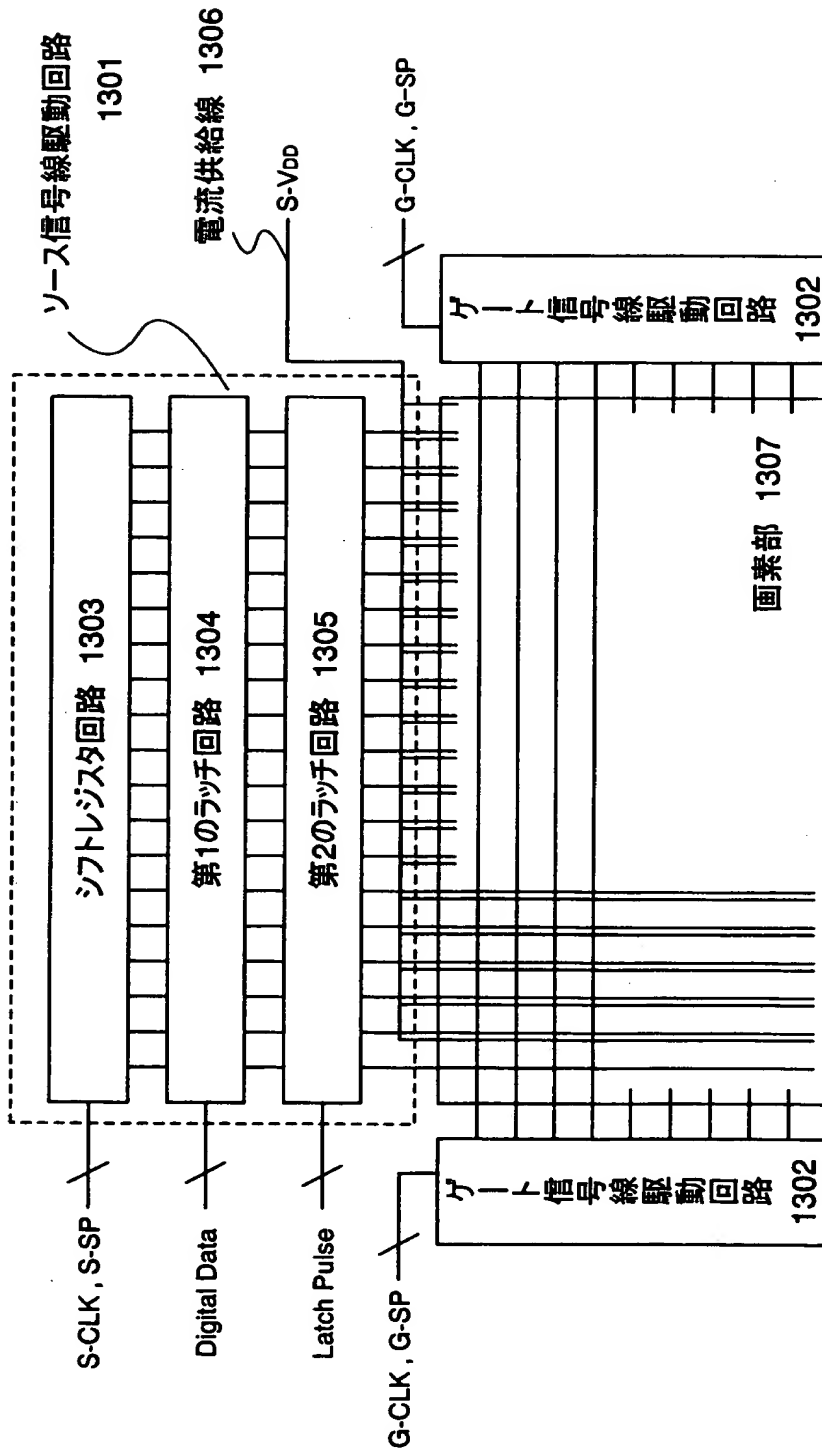 ソース信号線駆動回路
1301
電流供給線 1306
S-VDD
G-CLK , G-SP
シフトレジスタ回路 1303
第1のラッチ回路 1304
第2のラッチ回路 1305
S-CLK , S-SP
Digital Data
Latch Pulse
G-CLK , G-SP
ゲート信号線駆動回路
1302
ゲート信号線駆動回路
1302
画素部 1307